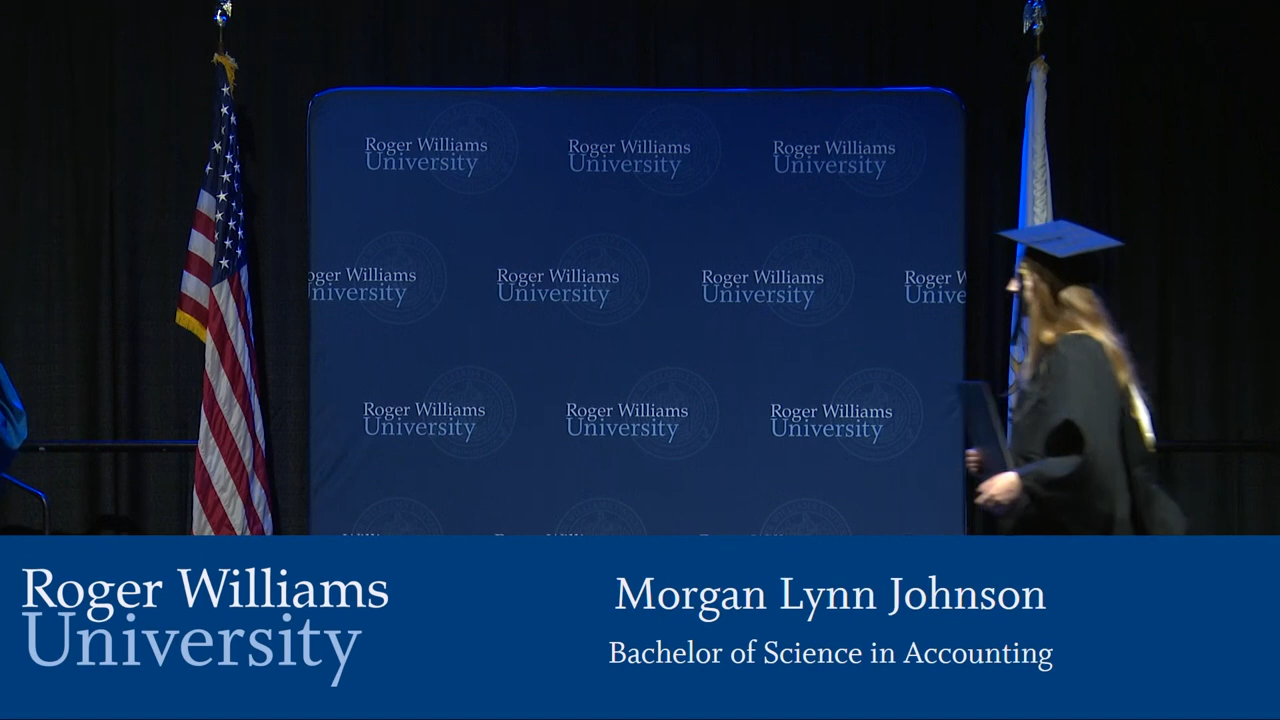 Roger Williams Roger Williams Roger Williams
University University University
oger Williams Roger Williams Roger Williams Roger W
University University University Unive
Roger Williams Roger Williams Roger Williams
University University University
Roger Williams
University
Morgan Lynn Johnson
Bachelor of Science in Accounting